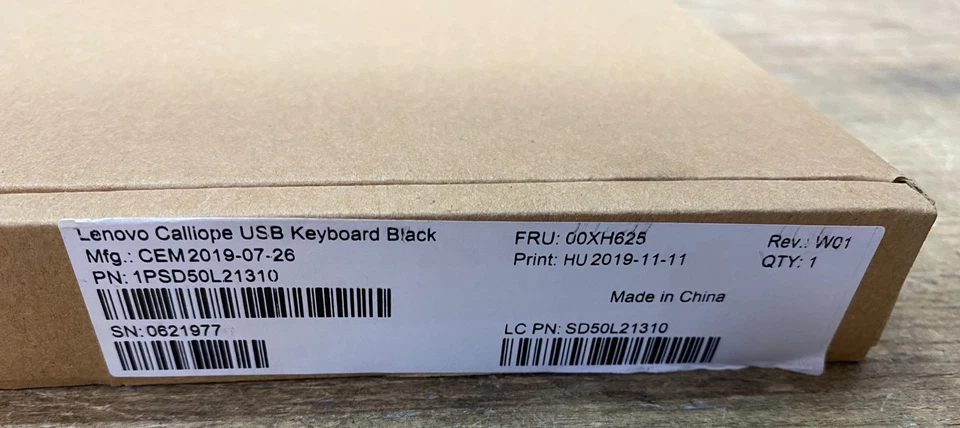 Lenovo Calliope USB Keyboard Black
Mfg.: CEM 2019-07-26
PN: 1PSD50L21310
SN: 0621977
FRU: 00XH625
Print: HU 2019-11-11
Rev.: W01
QTY: 1
Made in China
LC PN: SD50L21310